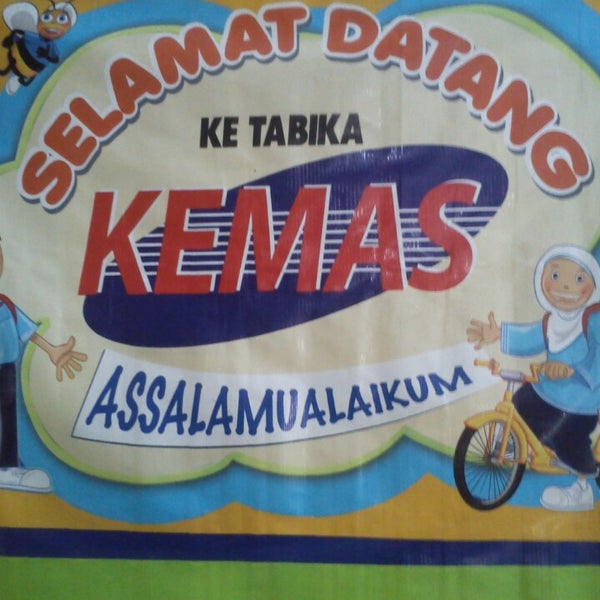 SELAMAT DATANG
KE TABIKA
KEMAS
ASSALAMUALAIKUM